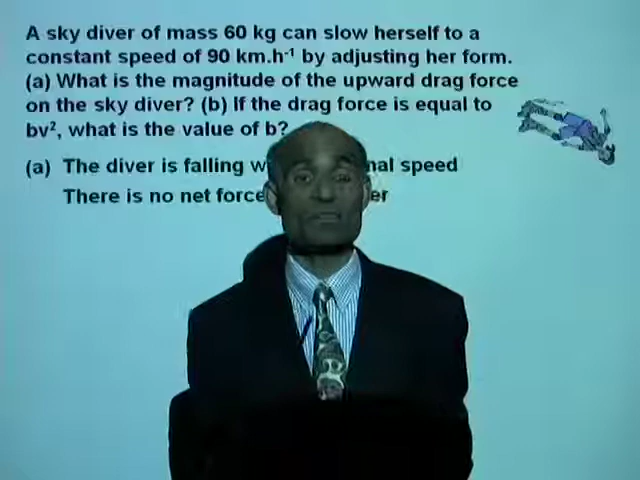 A sky diver of mass 60 kg can slow herself to a
constant speed of 90 km.h⁻¹ by adjusting her form.
(a) What is the magnitude of the upward drag force
on the sky diver? (b) If the drag force is equal to
bv², what is the value of b?
(a) The diver is falling speed
There is no net force